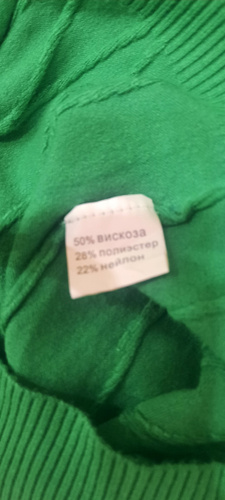 50% вискоза
28% полиэстер
22% нейлон